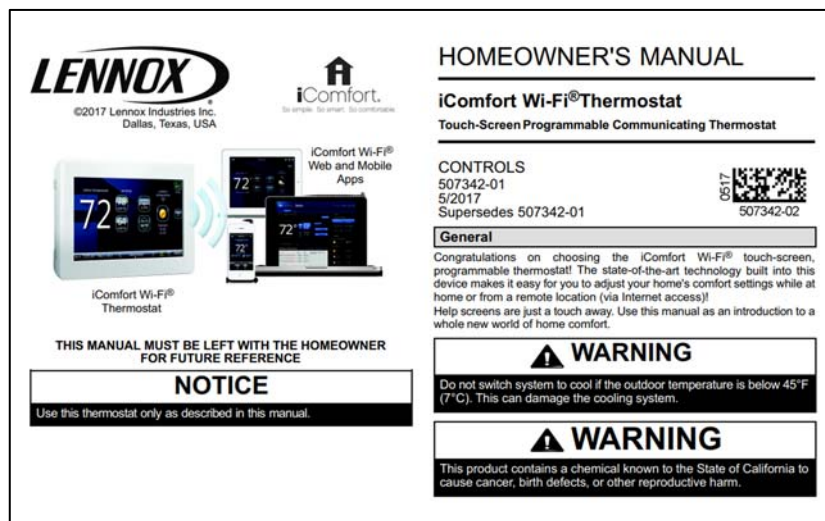 LENNOX®
©2017 Lennox Industries Inc.
Dallas, Texas, USA
iComfort.
So simple. So smart. So comfortable.
iComfort Wi-Fi®
Web and Mobile
Apps
72
72
72°
72°
iComfort Wi-Fi®
Thermostat
THIS MANUAL MUST BE LEFT WITH THE HOMEOWNER
FOR FUTURE REFERENCE
NOTICE
Use this thermostat only as described in this manual.
HOMEOWNER'S MANUAL
iComfort Wi-Fi®Thermostat
Touch-Screen Programmable Communicating Thermostat
CONTROLS
507342-01
5/2017
Supersedes 507342-01
0517
507342-02
General
Congratulations on choosing the iComfort Wi-Fi® touch-screen,
programmable thermostat! The state-of-the-art technology built into this
device makes it easy for you to adjust your home's comfort settings while at
home or from a remote location (via Internet access)!
Help screens are just a touch away. Use this manual as an introduction to a
whole new world of home comfort.
WARNING
Do not switch system to cool if the outdoor temperature is below 45°F
(7°C). This can damage the cooling system.
WARNING
This product contains a chemical known to the State of California to
cause cancer, birth defects, or other reproductive harm.